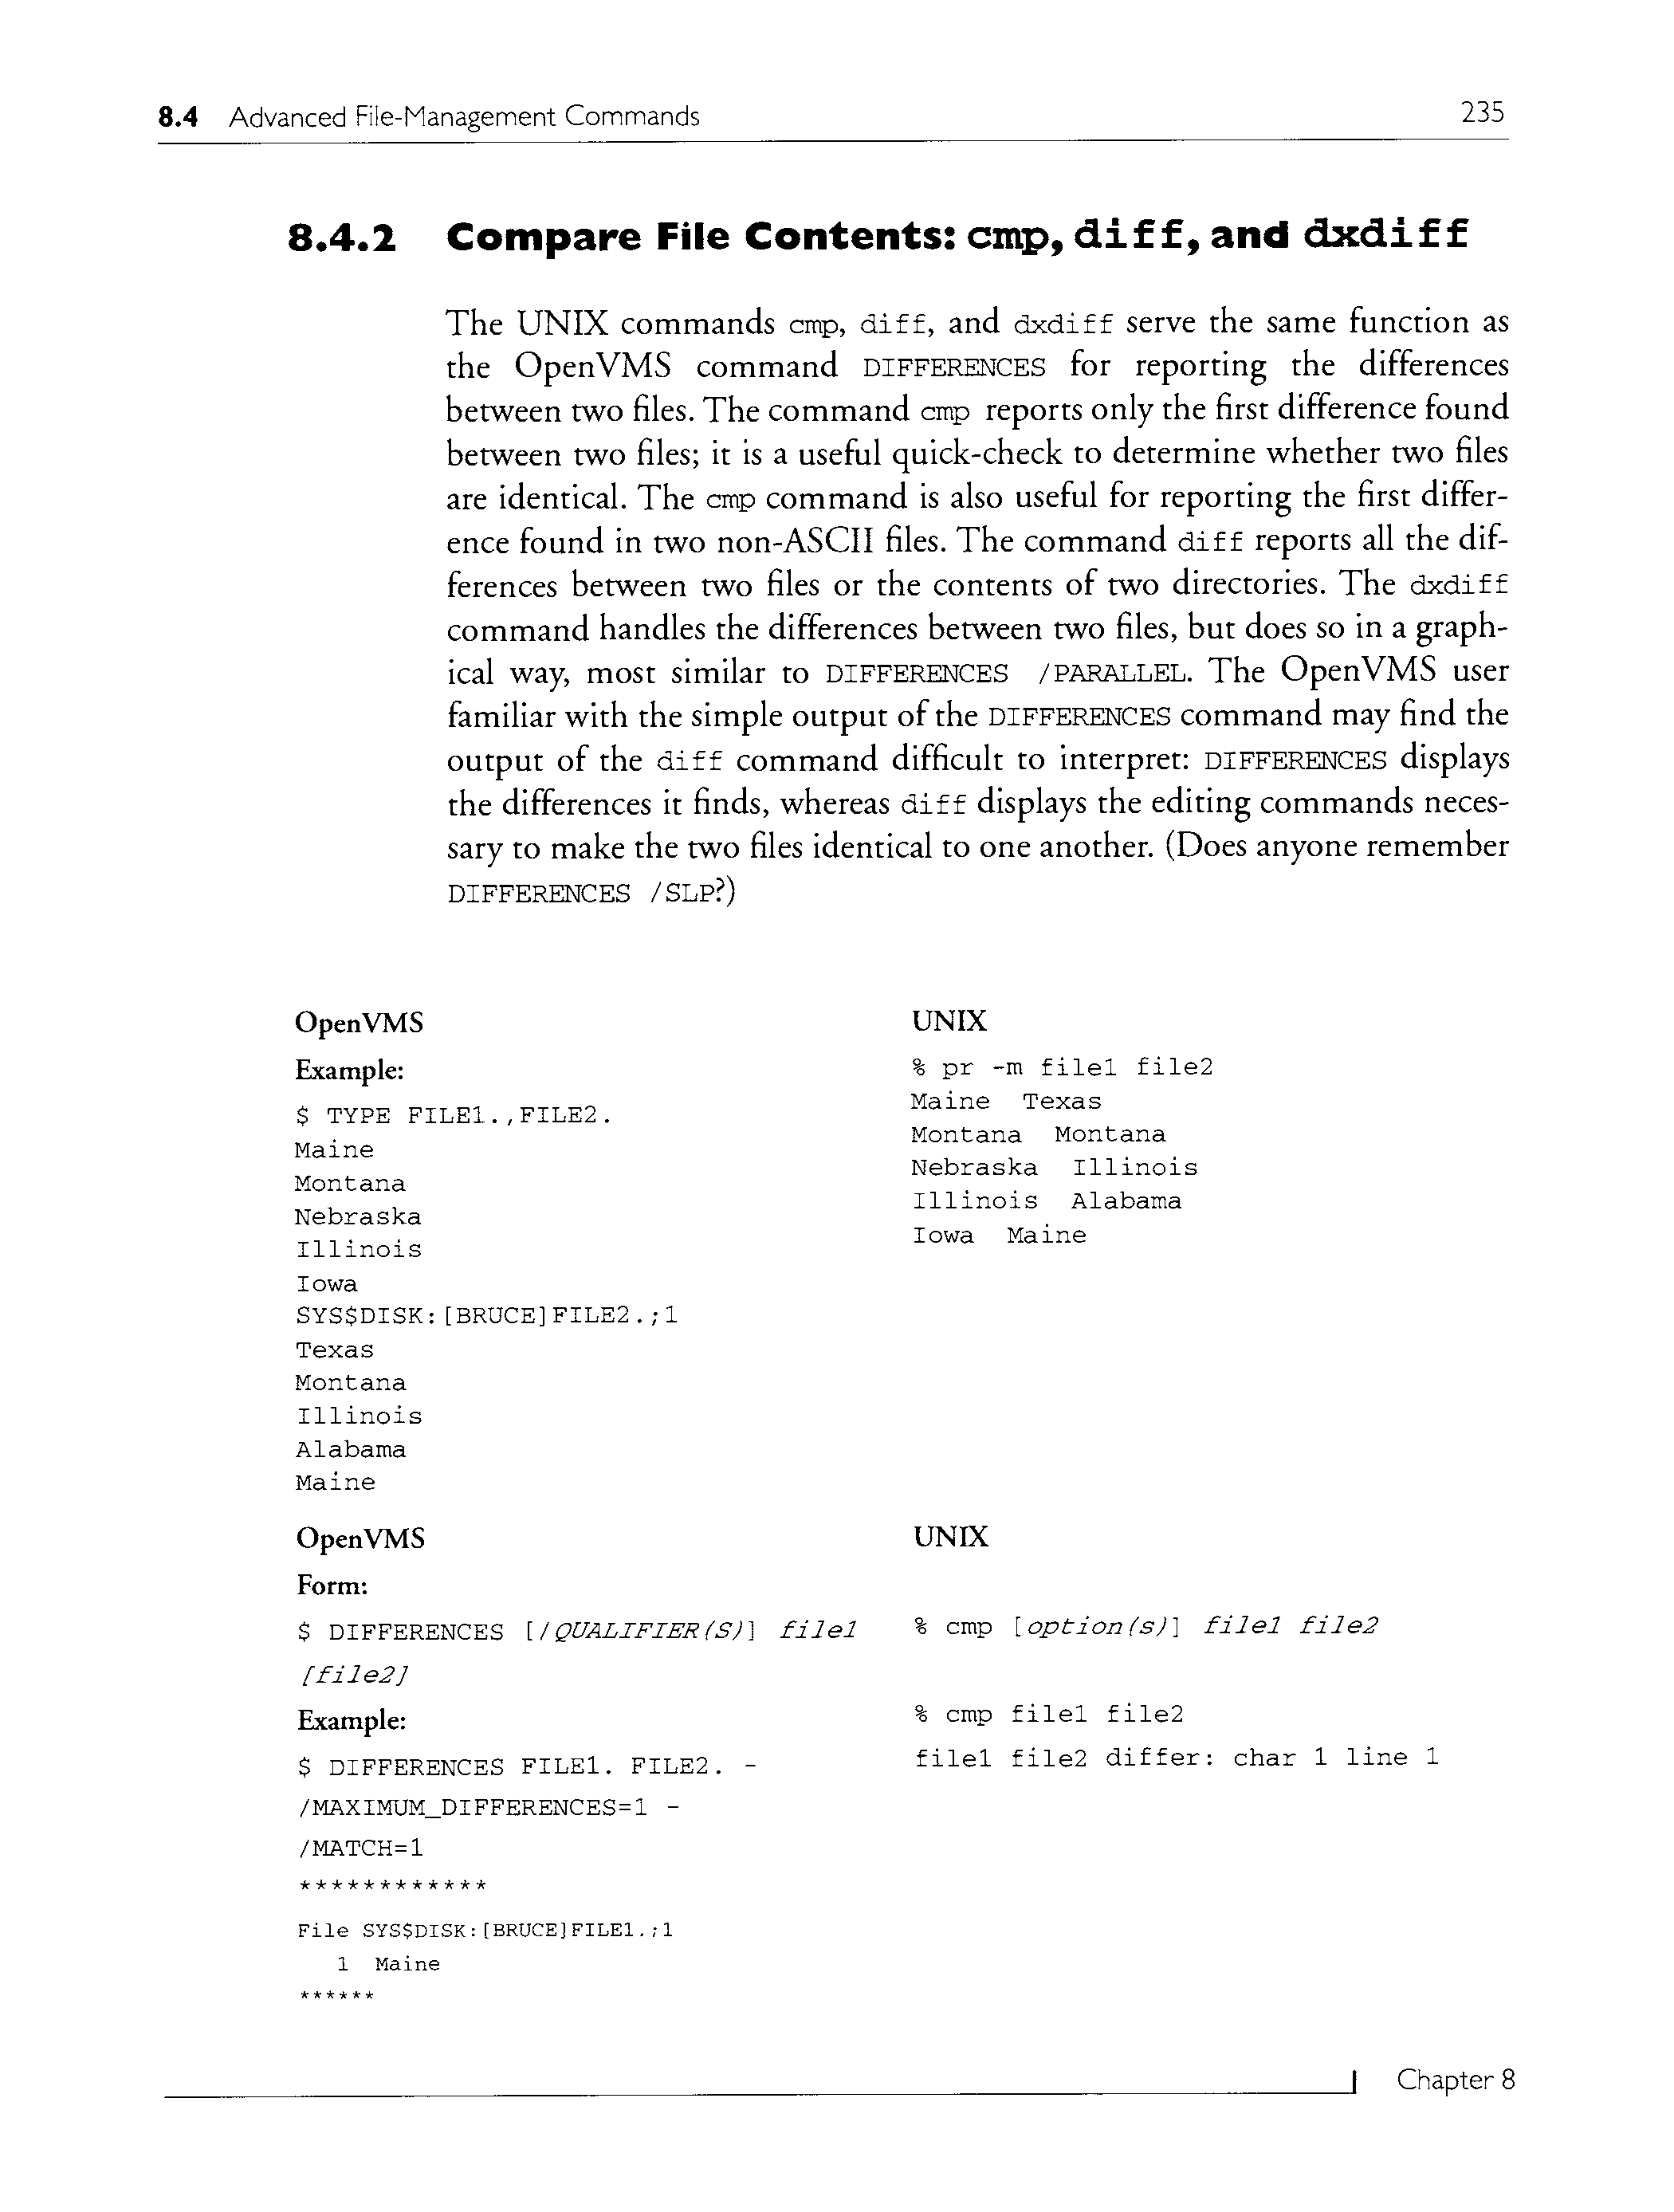 8.4 Advanced File-Management Commands 235
8.4.2 Compare File Contents: cmp, diff, and dxdiff
The UNIX commands cmp, diff, and dxdiff serve the same function as
the OpenVMS command DIFFERENCES for reporting the differences
between two files. The command cmp reports only the first difference found
between two files; it is a useful quick-check to determine whether two files
are identical. The cmp command is also useful for reporting the first differ-
ence found in two non-ASCII files. The command diff reports all the dif-
ferences between two files or the contents of two directories. The dxdiff
command handles the differences between two files, but does so in a graph-
ical way, most similar to DIFFERENCES /PARALLEL. The OpenVMS user
familiar with the simple output of the DIFFERENCES command may find the
output of the diff command difficult to interpret: DIFFERENCES displays
the differences it finds, whereas diff displays the editing commands neces-
sary to make the two files identical to one another. (Does anyone remember
DIFFERENCES /SLP?)
OpenVMS
Example:
$ TYPE FILE1.,FILE2.
Maine
Montana
Nebraska
Illinois
Iowa
SYS$DISK:[BRUCE]FILE2.;1
Texas
Montana
Illinois
Alabama
Maine
UNIX
% pr -m file1 file2
Maine Texas
Montana Montana
Nebraska Illinois
Illinois Alabama
Iowa Maine
OpenVMS
Form:
$ DIFFERENCES [/QUALIFIER(S)] file1
[file2]
Example:
$ DIFFERENCES FILE1. FILE2. -
/MAXIMUM_DIFFERENCES=1 -
/MATCH=1
************
File SYS$DISK:[BRUCE]FILE1.;1
1 Maine
******
UNIX
% cmp [option(s)] file1 file2
% cmp file1 file2
file1 file2 differ: char 1 line 1
Chapter 8